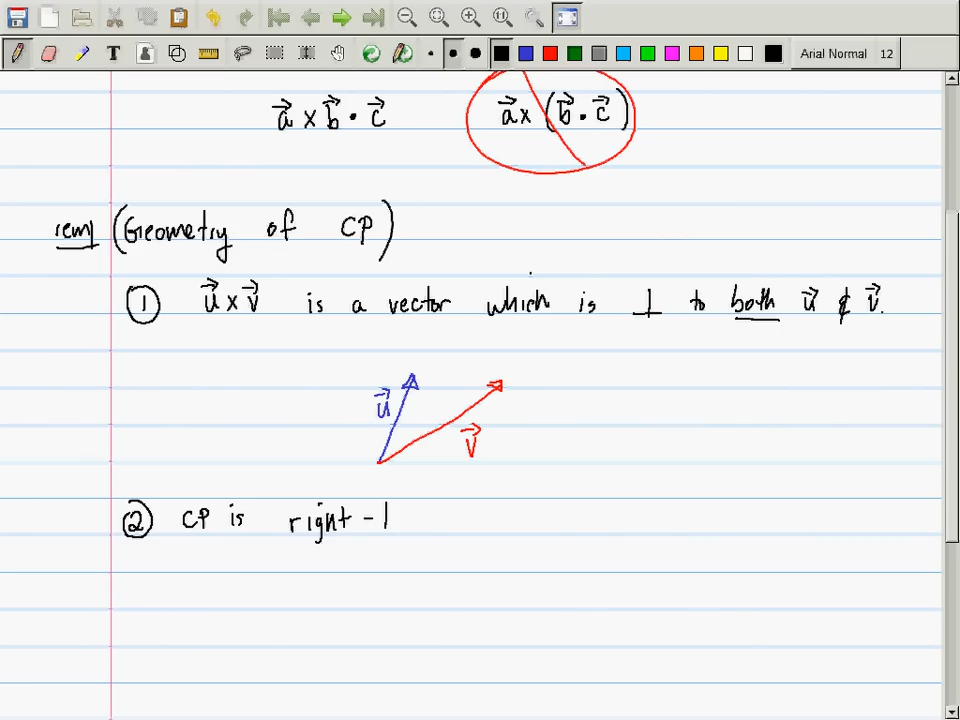 T Arial Normal 12
a⃗ × b⃗ · c⃗ a⃗ × (b⃗ · c⃗)
rem (Geometry of CP)
① u⃗ × v⃗ is a vector which is ⊥ to both u⃗ & v⃗.
u⃗
v⃗
② CP is right-l